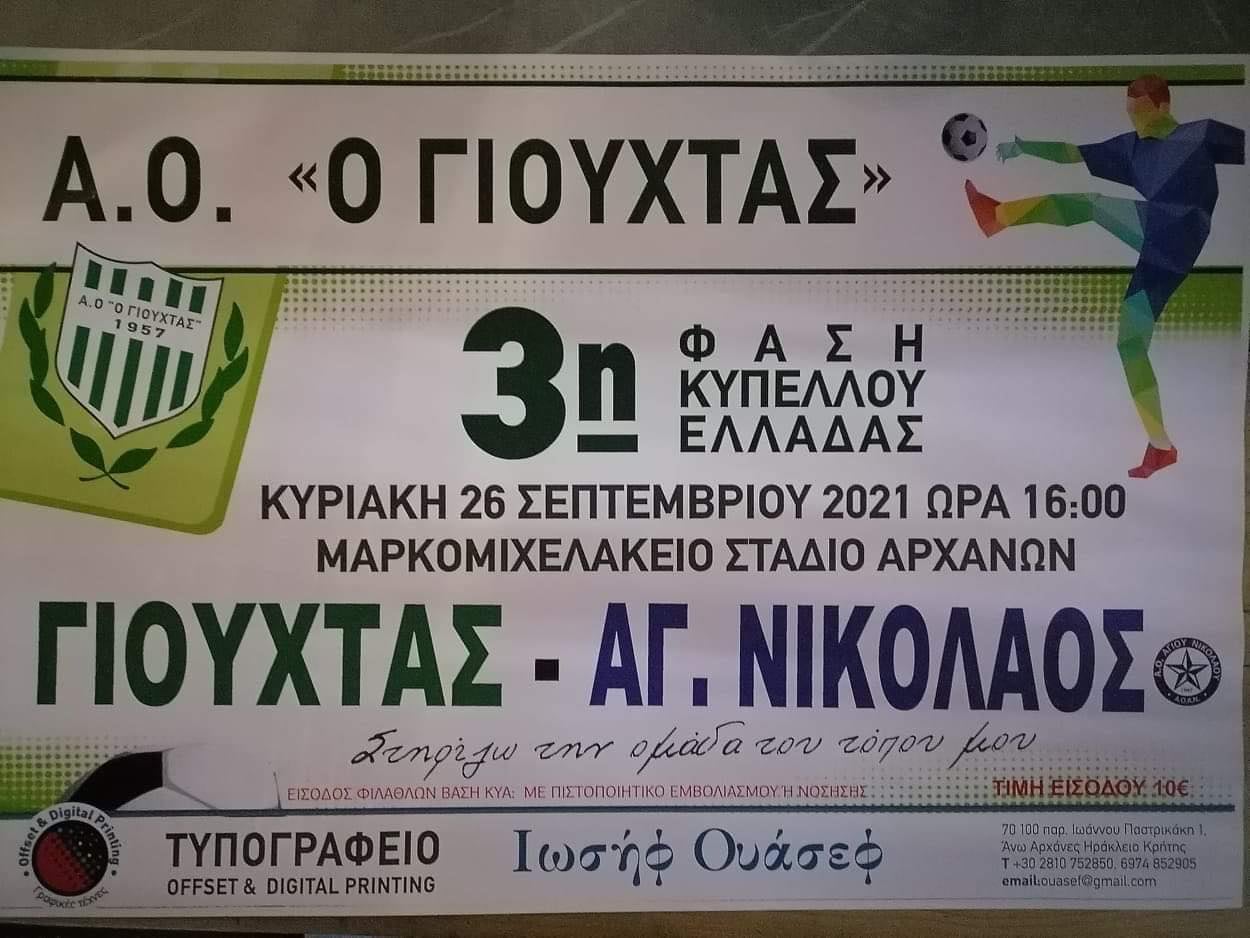 Α.Ο. «Ο ΓΙΟΥΧΤΑΣ»
Α.Ο "Ο ΓΙΟΥΧΤΑΣ"
1957
3η ΦΑΣΗ
ΚΥΠΕΛΛΟΥ
ΕΛΛΑΔΑΣ
ΚΥΡΙΑΚΗ 26 ΣΕΠΤΕΜΒΡΙΟΥ 2021 ΩΡΑ 16:00
ΜΑΡΚΟΜΙΧΕΛΑΚΕΙΟ ΣΤΑΔΙΟ ΑΡΧΑΝΩΝ
ΓΙΟΥΧΤΑΣ - ΑΓ. ΝΙΚΟΛΑΟΣ
Α.Ο. ΑΓΙΟΥ ΝΙΚΟΛΑΟΥ
Α.Ο.Α.Ν.
Στηρίζω την ομάδα του τόπου μου
ΕΙΣΟΔΟΣ ΦΙΛΑΘΛΩΝ ΒΑΣΗ ΚΥΑ: ΜΕ ΠΙΣΤΟΠΟΙΗΤΙΚΟ ΕΜΒΟΛΙΑΣΜΟΥ Ή ΝΟΣΗΣΗΣ
ΤΙΜΗ ΕΙΣΟΔΟΥ 10€
Offset & Digital Printing
Γραφικές τέχνες
ΤΥΠΟΓΡΑΦΕΙΟ
OFFSET & DIGITAL PRINTING
Ιωσήφ Ουάσεφ
70 100 παρ. Ιωάννου Παστρικάκη 1,
Άνω Αρχάνες Ηράκλειο Κρήτης
Τ +30 2810 752850, 6974 852905
email:ouasef@gmail.com